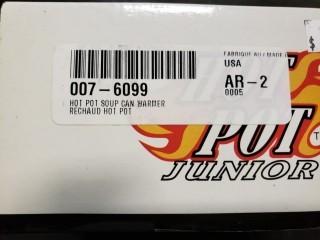 FABRIQUE AU / MADE I
USA
007-6099
AR-2
0005
HOT POT SOUP CAN WARMER
RECHAUD HOT POT
HOT
POT
JUNIOR
$